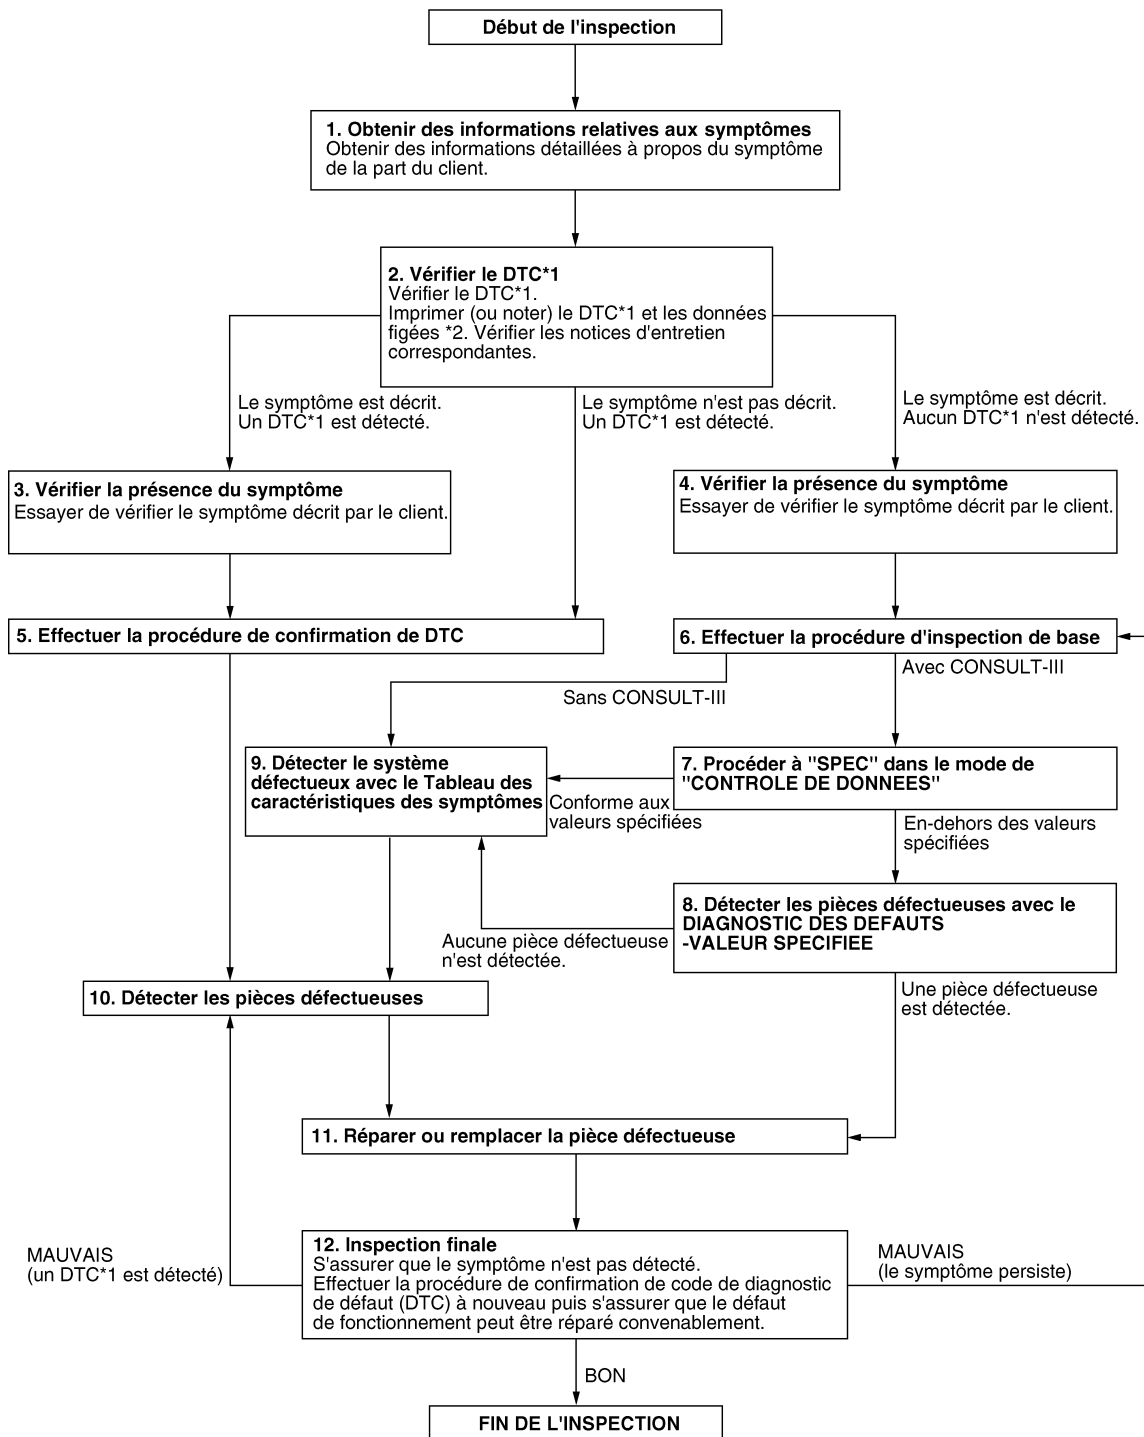 Début de l'inspection
1. Obtenir des informations relatives aux symptômes
Obtenir des informations détaillées à propos du symptôme
de la part du client.
2. Vérifier le DTC*1
Vérifier le DTC*1.
Imprimer (ou noter) le DTC*1 et les données
figées *2. Vérifier les notices d'entretien
correspondantes.
Le symptôme est décrit.
Un DTC*1 est détecté.
Le symptôme n'est pas décrit.
Un DTC*1 est détecté.
Le symptôme est décrit.
Aucun DTC*1 n'est détecté.
3. Vérifier la présence du symptôme
Essayer de vérifier le symptôme décrit par le client.
4. Vérifier la présence du symptôme
Essayer de vérifier le symptôme décrit par le client.
5. Effectuer la procédure de confirmation de DTC
6. Effectuer la procédure d'inspection de base
Sans CONSULT-III
Avec CONSULT-III
9. Détecter le système
défectueux avec le Tableau des
caractéristiques des symptômes
7. Procéder à "SPEC" dans le mode de
"CONTROLE DE DONNEES"
Conforme aux
valeurs spécifiées
En-dehors des valeurs
spécifiées
8. Détecter les pièces défectueuses avec le
DIAGNOSTIC DES DEFAUTS
-VALEUR SPECIFIEE
Aucune pièce défectueuse
n'est détectée.
10. Détecter les pièces défectueuses
Une pièce défectueuse
est détectée.
11. Réparer ou remplacer la pièce défectueuse
12. Inspection finale
S'assurer que le symptôme n'est pas détecté.
Effectuer la procédure de confirmation de code de diagnostic
de défaut (DTC) à nouveau puis s'assurer que le défaut
de fonctionnement peut être réparé convenablement.
MAUVAIS
(un DTC*1 est détecté)
MAUVAIS
(le symptôme persiste)
BON
FIN DE L'INSPECTION